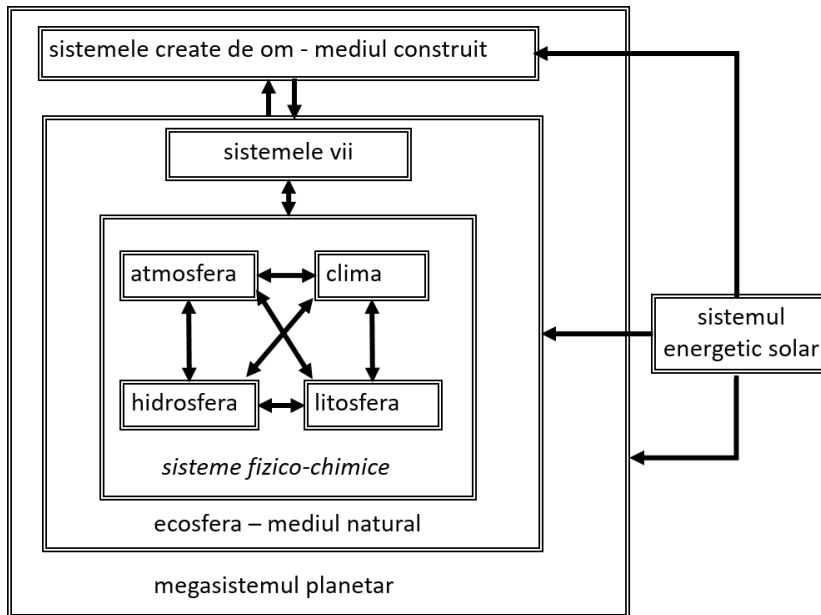 sistemele create de om - mediul construit
sistemele vii
atmosfera
clima
hidrosfera
litosfera
sisteme fizico-chimice
ecosfera – mediul natural
megasistemul planetar
sistemul
energetic solar